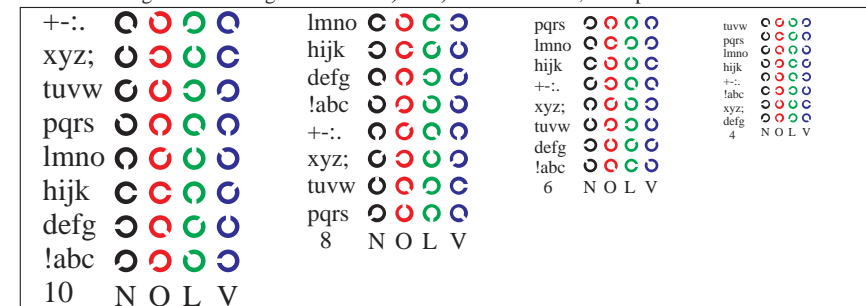 +-:.
xyz;
tuvw
pqrs
lmno
hijk
defg
!abc
10 N O L V
lmno
hijk
defg
!abc
+-:.
xyz;
tuvw
pqrs
8 N O L V
pqrs
lmno
hijk
+-:.
xyz;
tuvw
defg
!abc
6 N O L V
tuvw
pqrs
lmno
hijk
+-:.
!abc
xyz;
defg
4 N O L V